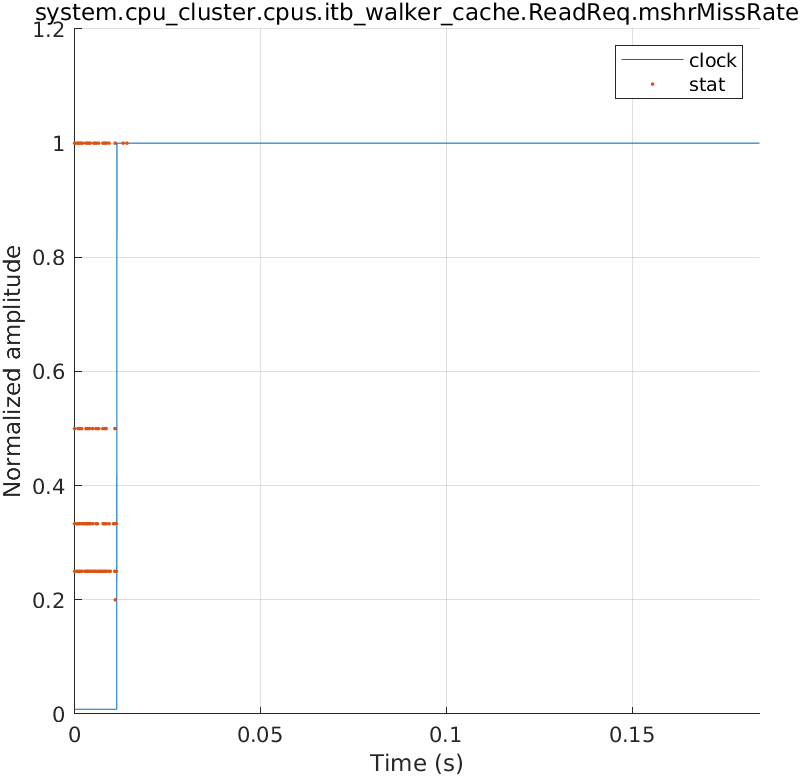 system.cpu_cluster.cpus.itb_walker_cache.ReadReq.mshrMissRate
1.2
clock
stat
1
0.8
0.6
0.4
0.2
0
Normalized amplitude
0
0.05
0.1
0.15
Time (s)